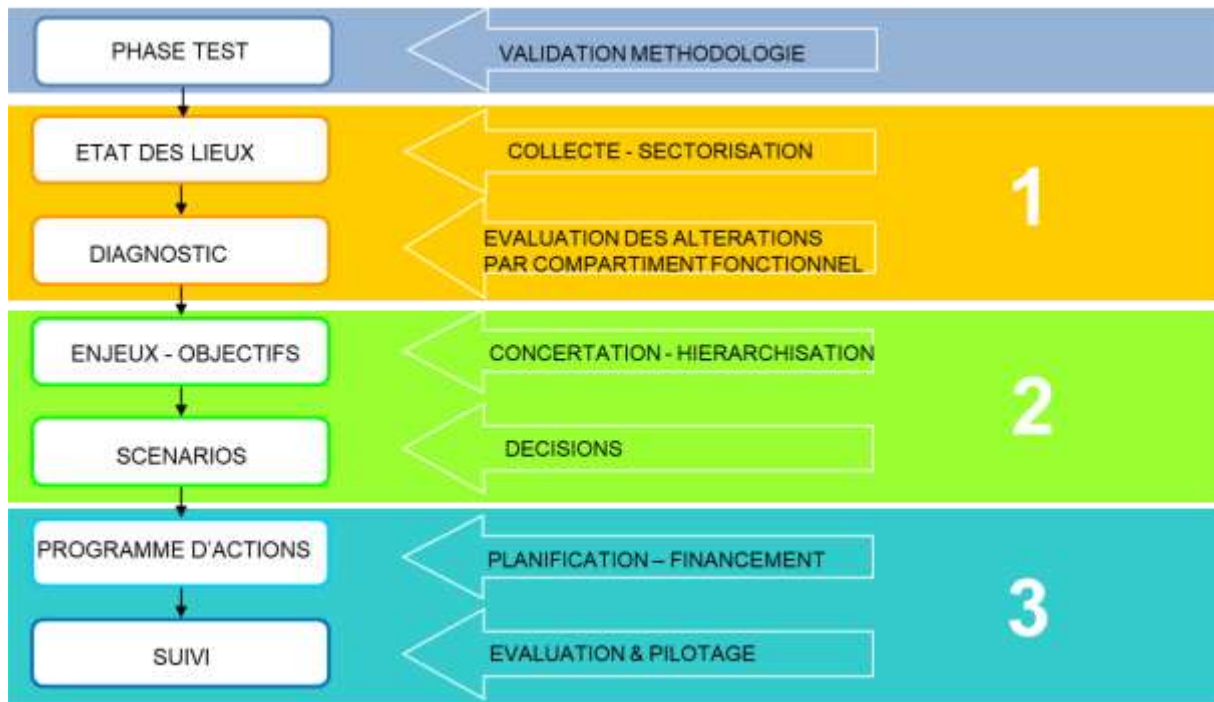 PHASE TEST
VALIDATION METHODOLOGIE
ETAT DES LIEUX
COLLECTE - SECTORISATION
1
DIAGNOSTIC
EVALUATION DES ALTERATIONS
PAR COMPARTIMENT FONCTIONNEL
ENJEUX - OBJECTIFS
CONCERTATION - HIERARCHISATION
2
SCENARIOS
DECISIONS
PROGRAMME D'ACTIONS
PLANIFICATION – FINANCEMENT
3
SUIVI
EVALUATION & PILOTAGE